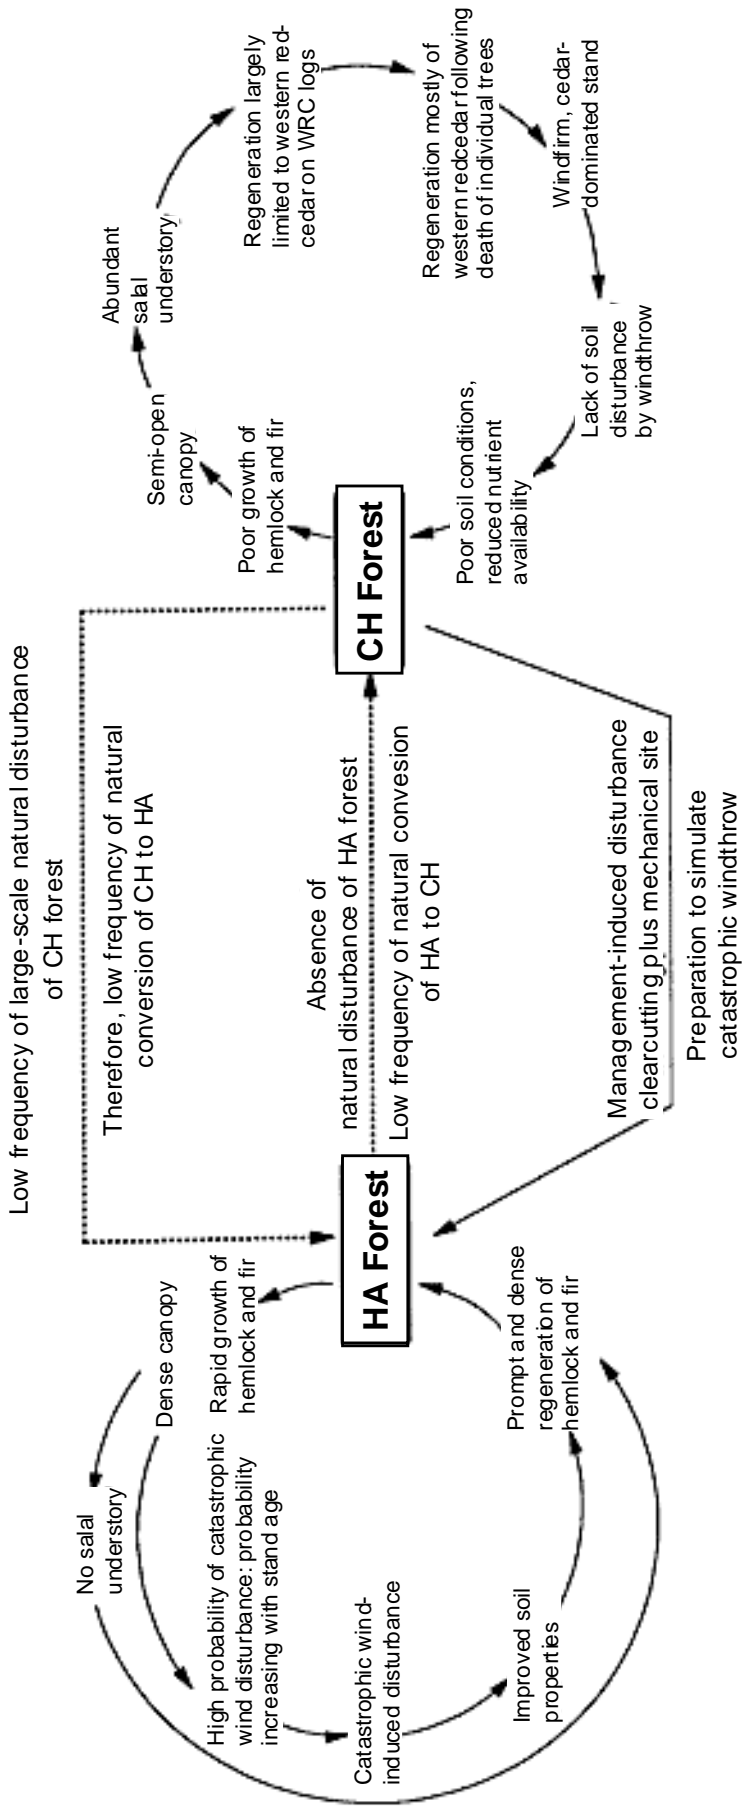 Low frequency of large-scale natural disturbance
of CH forest
Therefore, low frequency of natural
conversion of CH to HA
Absence of
natural disturbance of HA forest
Low frequency of natural convesion
of HA to CH
Management-induced disturbance
clearcutting plus mechanical site
Preparation to simulate
catastrophic windthrow
HA Forest
Rapid growth of
hemlock and fir
Dense canopy
No salal
understory
High probability of catastrophic
wind disturbance: probability
increasing with stand age
Catastrophic wind-
induced disturbance
Improved soil
properties
Prompt and dense
regeneration of
hemlock and fir
CH Forest
Poor growth of
hemlock and fir
Semi-open
canopy
Abundant
salal
understory
Regeneration largely
limited to western red-
cedar on WRC logs
Regeneration mostly of
western redcedar following
death of individual trees
Windfirm, cedar-
dominated stand
Lack of soil
disturbance
by windthrow
Poor soil conditions,
reduced nutrient
availability